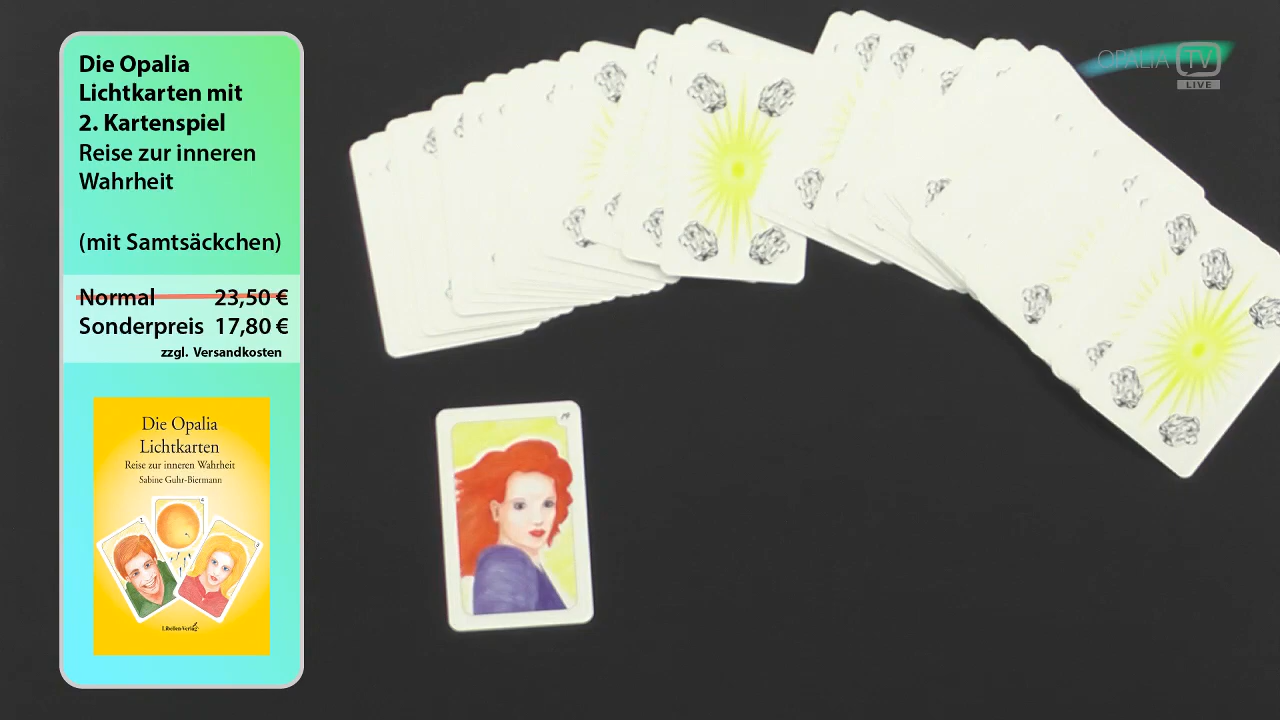 Die Opalia
Lichtkarten mit
2. Kartenspiel
Reise zur inneren
Wahrheit
(mit Samtsäckchen)
Normal 23,50 €
Sonderpreis 17,80 €
zzgl. Versandkosten
Die Opalia
Lichtkarten
Reise zur inneren Wahrheit
Sabine Guhr-Biermann
Libellen-Verlag
OPALIA TV
LIVE